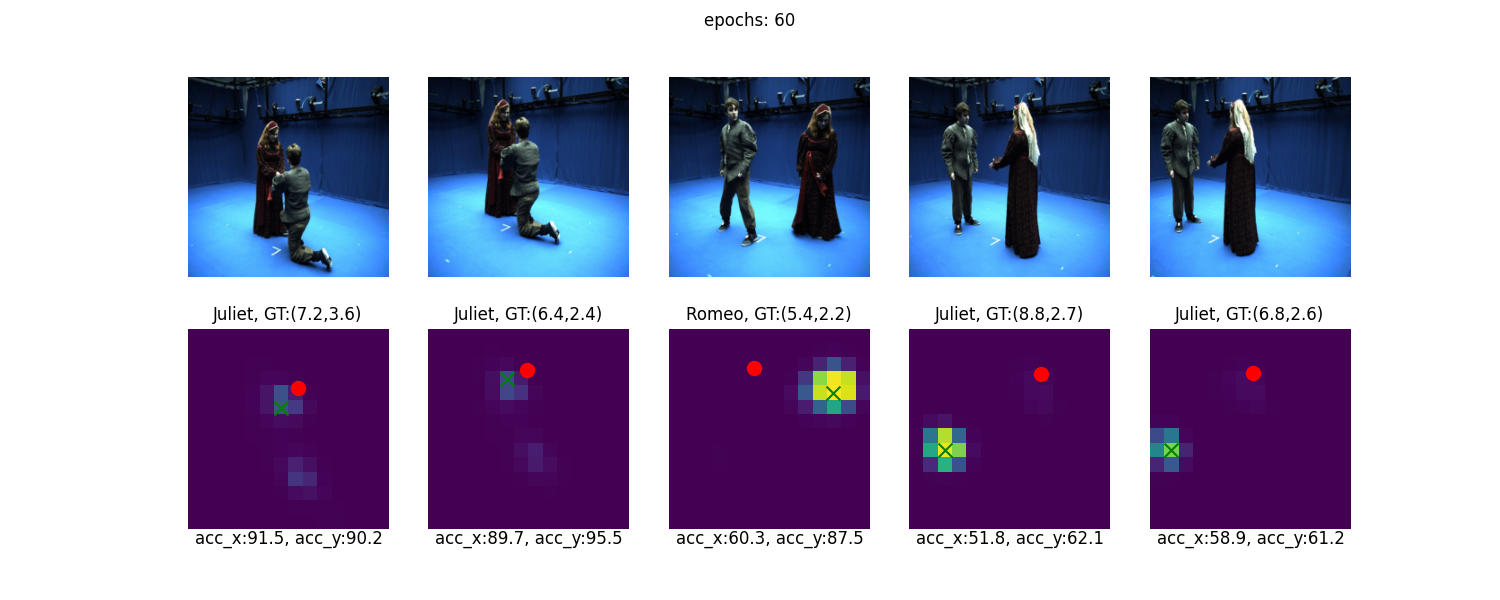 epochs: 60
Juliet, GT:(7.2,3.6)
Juliet, GT:(6.4,2.4)
Romeo, GT:(5.4,2.2)
Juliet, GT:(8.8,2.7)
Juliet, GT:(6.8,2.6)
acc_x:91.5, acc_y:90.2
acc_x:89.7, acc_y:95.5
acc_x:60.3, acc_y:87.5
acc_x:51.8, acc_y:62.1
acc_x:58.9, acc_y:61.2